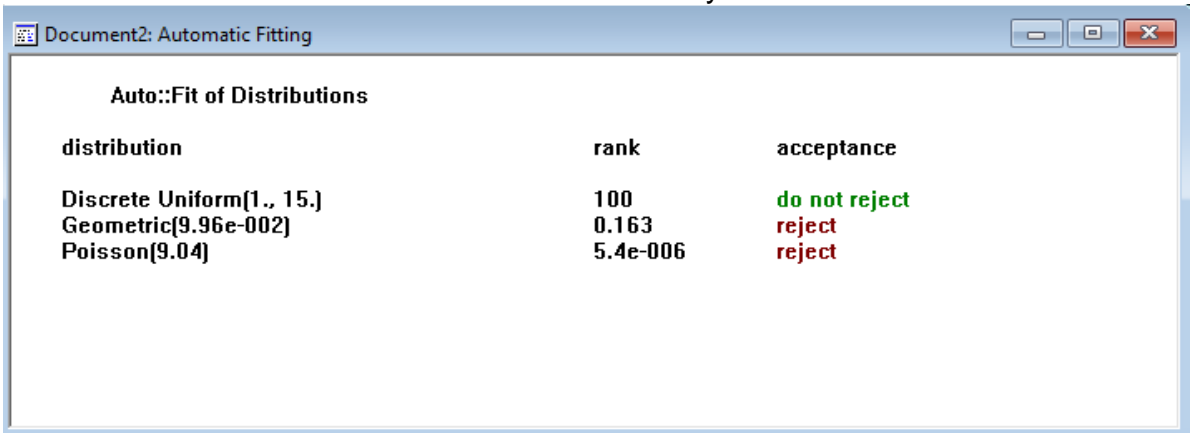 Document2: Automatic Fitting
Auto::Fit of Distributions
distribution rank acceptance
Discrete Uniform(1., 15.) 100 do not reject
Geometric(9.96e-002) 0.163 reject
Poisson(9.04) 5.4e-006 reject